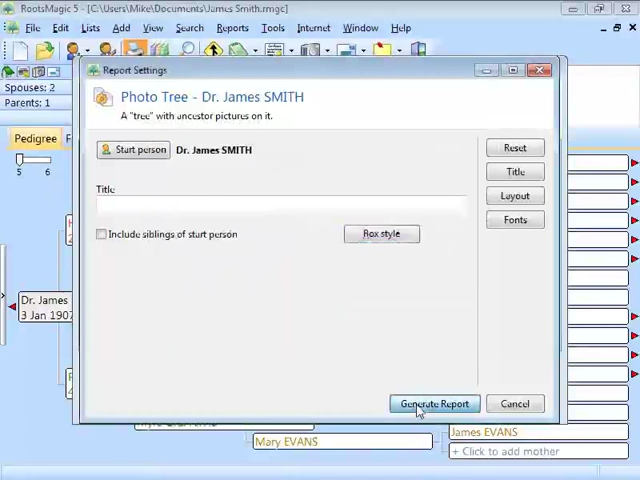 RootsMagic 5 - [C:\Users\Mike\Documents\James Smith.rmgc]
File Edit Lists Add View Search Reports Tools Internet Window Help
Spouses: 2
Parents: 1
Report Settings
Photo Tree - Dr. James SMITH
A "tree" with ancestor pictures on it.
Pedigree F
5 6
Start person Dr. James SMITH
Reset
Title
Layout
Fonts
Title
Include siblings of start person
Box style
Dr. James
3 Jan 1907
Generate Report
Cancel
Mary EVANS
James EVANS
+ Click to add mother